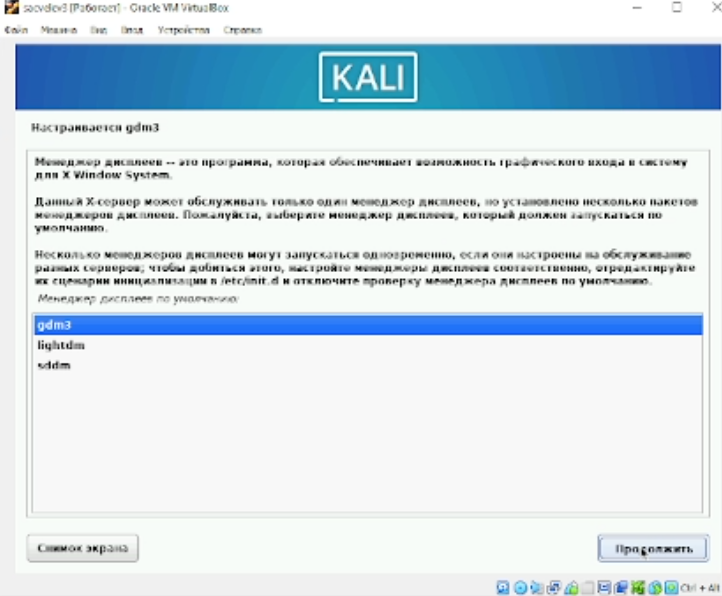 sacvdev3 [Работает] - Oracle VM VirtualBox
Файл Машина Вид Ввод Устройства Справка
KALI
Настраивается gdm3
Менеджер дисплеев -- это программа, которая обеспечивает возможность графического входа в систему
для X Window System.
Данный X-сервер может обслуживать только один менеджер дисплеев, но установлено несколько пакетов
менеджеров дисплеев. Пожалуйста, выберите менеджер дисплеев, который должен запускаться по
умолчанию.
Несколько менеджеров дисплеев могут запускаться одновременно, если они настроены на обслуживание
разных серверов; чтобы добиться этого, настройте менеджеры дисплеев соответственно, отредактируйте
их сценарии инициализации в /etc/init.d и отключите проверку менеджера дисплеев по умолчанию.
Менеджер дисплеев по умолчанию:
gdm3
lightdm
sddm
Снимок экрана
Продолжить
Ctrl + Alt